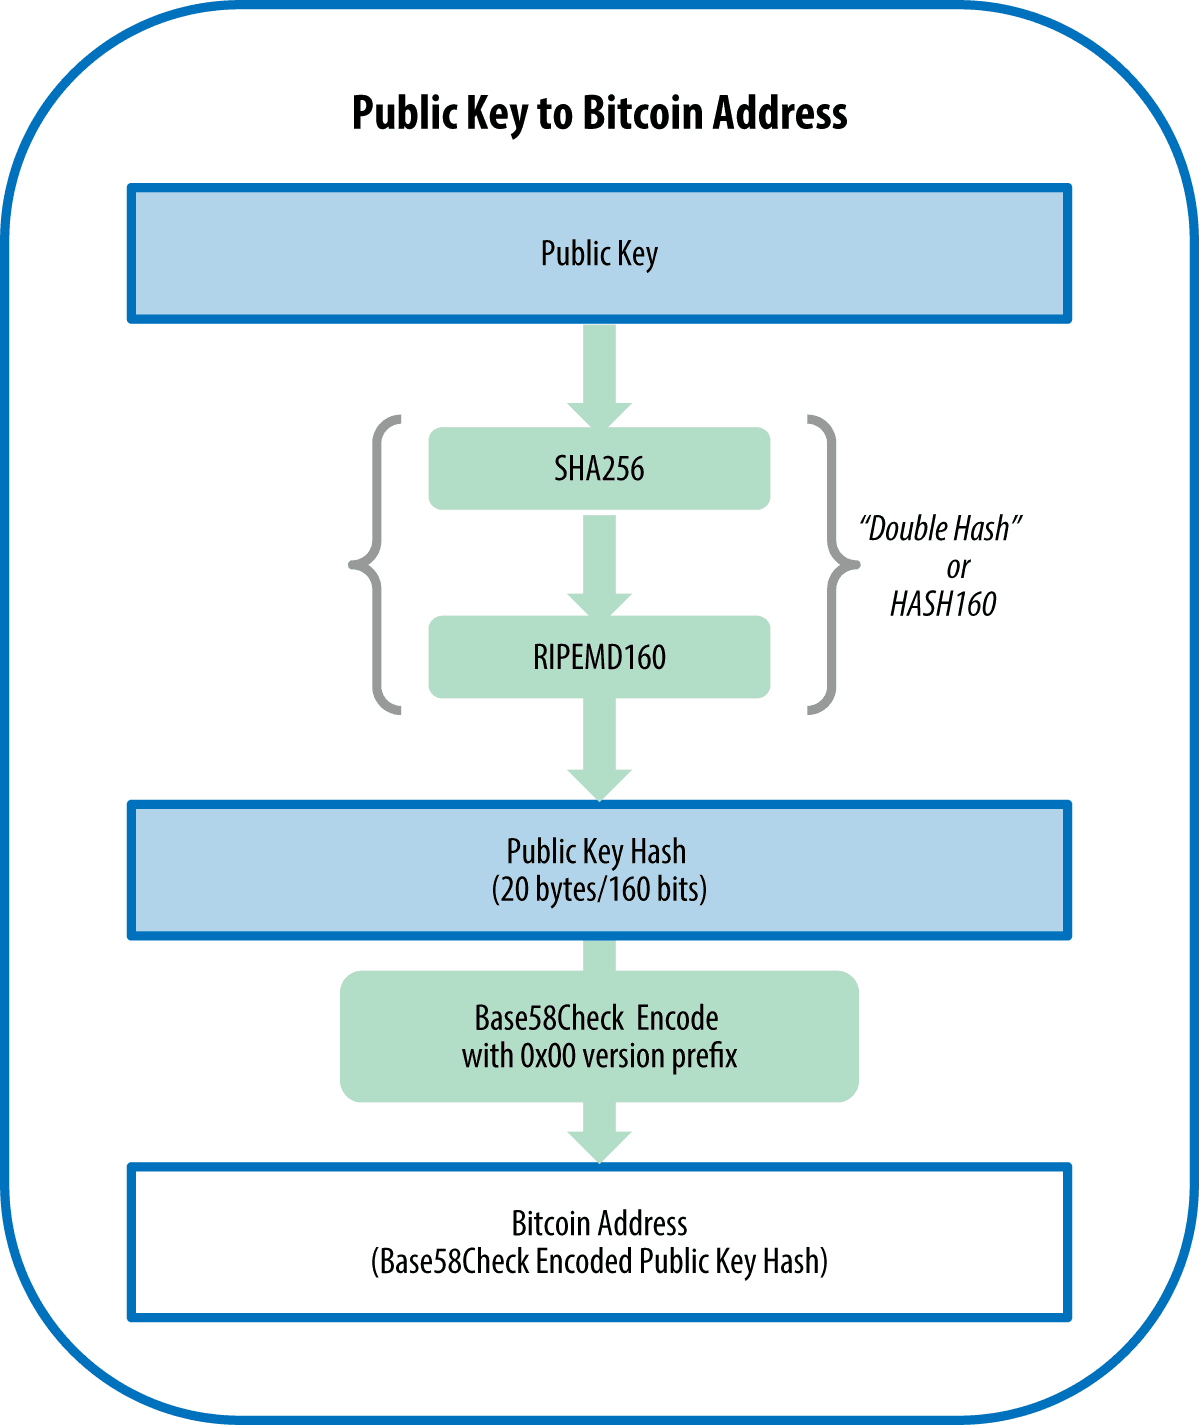 Public Key to Bitcoin Address
Public Key
SHA256
“Double Hash”
or
HASH160
RIPEMD160
Public Key Hash
(20 bytes/160 bits)
Base58Check Encode
with 0x00 version prefix
Bitcoin Address
(Base58Check Encoded Public Key Hash)